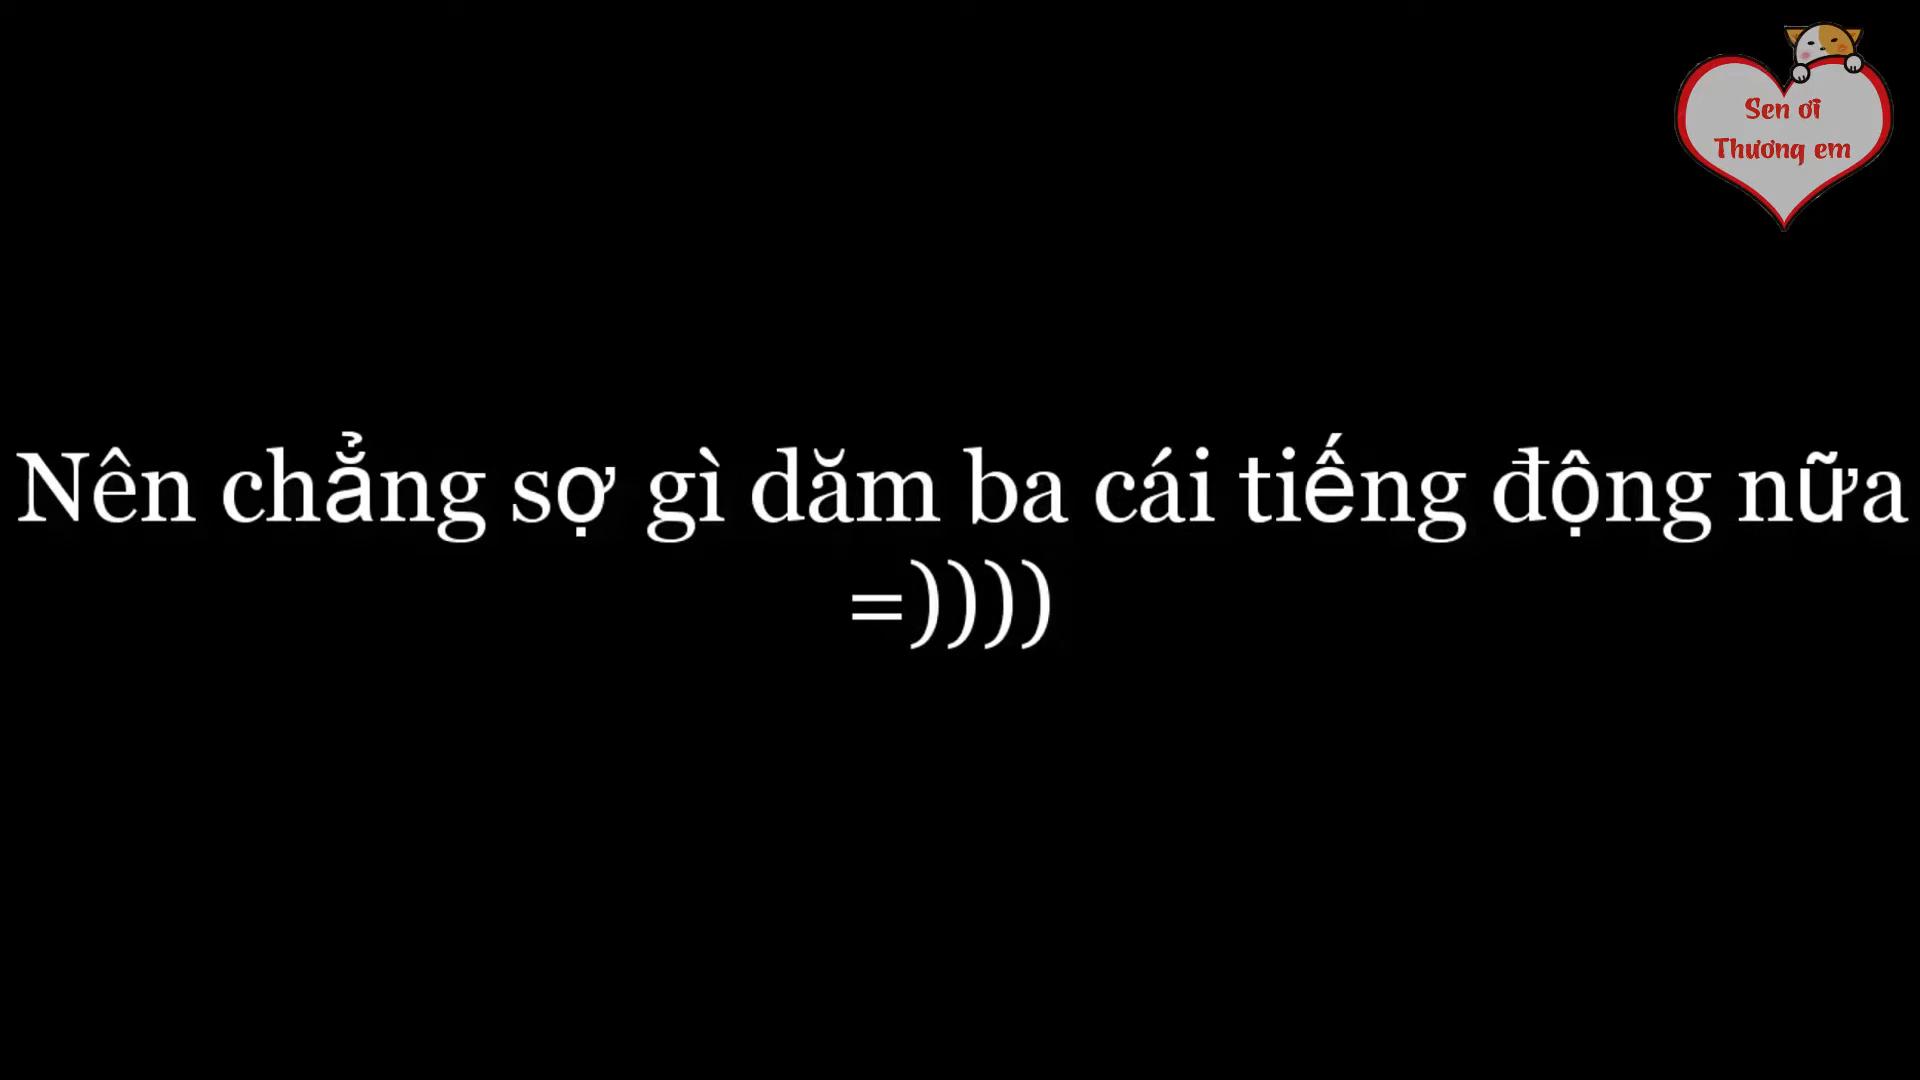 Sen ơi
Thương em
Nên chẳng sợ gì dăm ba cái tiếng động nữa
=))))